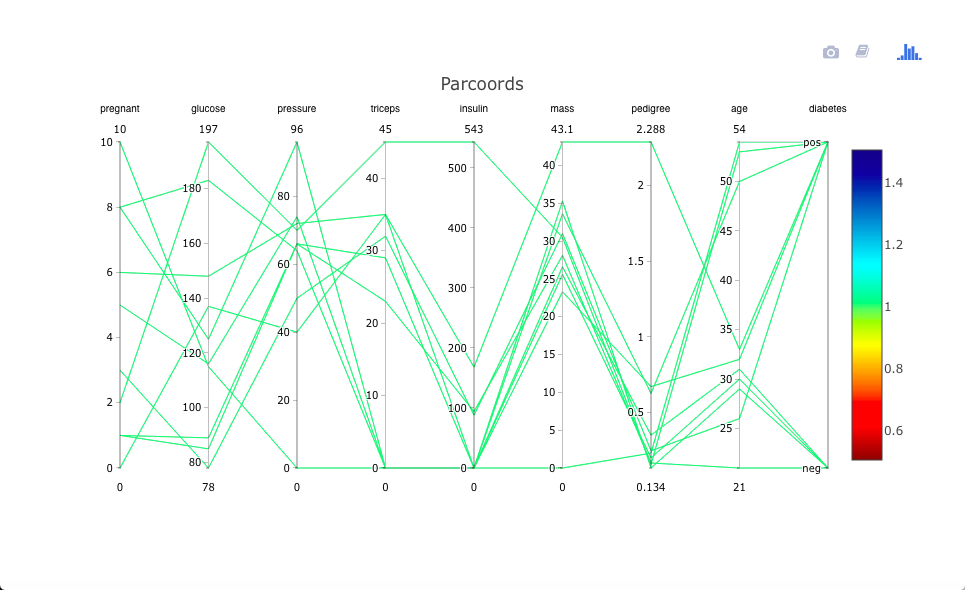 Parcoords
pregnant glucose pressure triceps insulin mass pedigree age diabetes
10 197 96 45 543 43.1 2.288 54
10 pos
500
180 80 40 40 2 50 1.4
8 35
400 45
160 30 1.5 1.2
6 60 30
300 40
140 25 1
4 40 20 20 1 35
120 200 0.8
15
2 20 10 100 10 0.5 30
100 5 25 0.6
80
0 0 0 0 0 neg
0 78 0 0 0 0 0.134 21